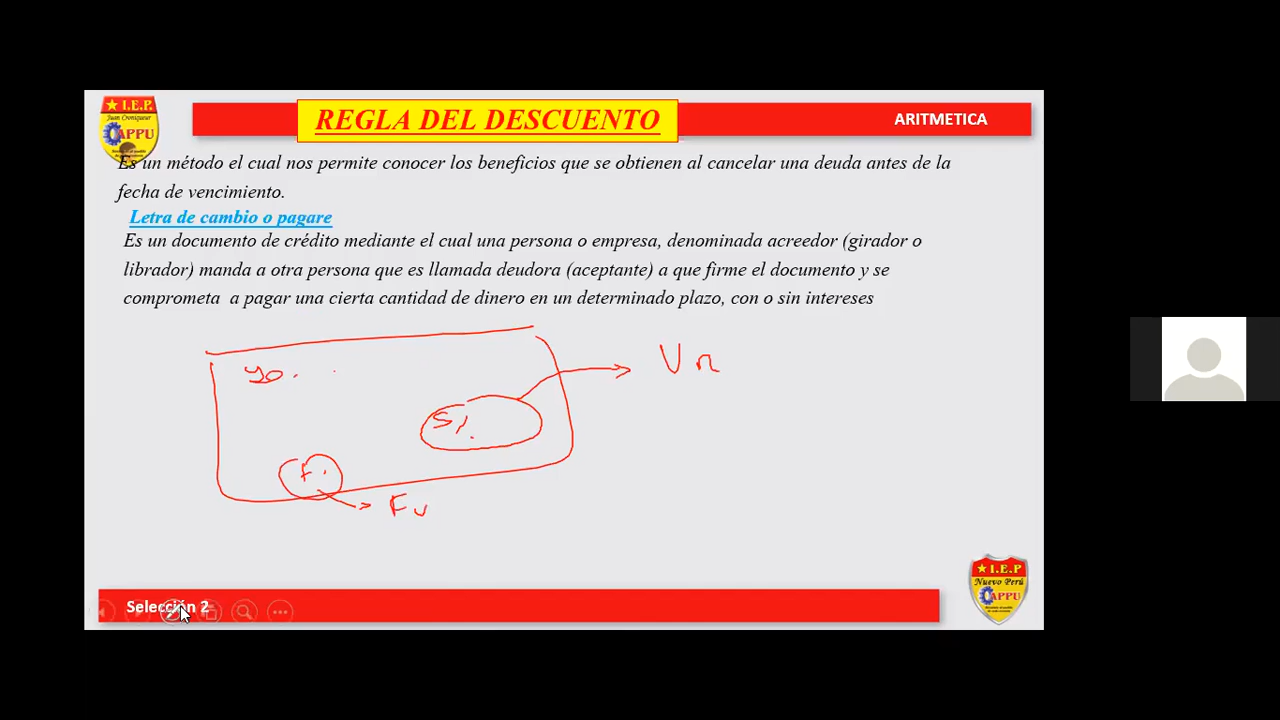 I.E.P.
Juan Croniqueur
CAPPU
REGLA DEL DESCUENTO
ARITMETICA
Es un método el cual nos permite conocer los beneficios que se obtienen al cancelar una deuda antes de la
fecha de vencimiento.
Letra de cambio o pagare
Es un documento de crédito mediante el cual una persona o empresa, denominada acreedor (girador o
librador) manda a otra persona que es llamada deudora (aceptante) a que firme el documento y se
comprometa a pagar una cierta cantidad de dinero en un determinado plazo, con o sin intereses
yo.
Vn
S/.
F.
Fv
I.E.P
Nuevo Perú
CAPPU
Selección 2